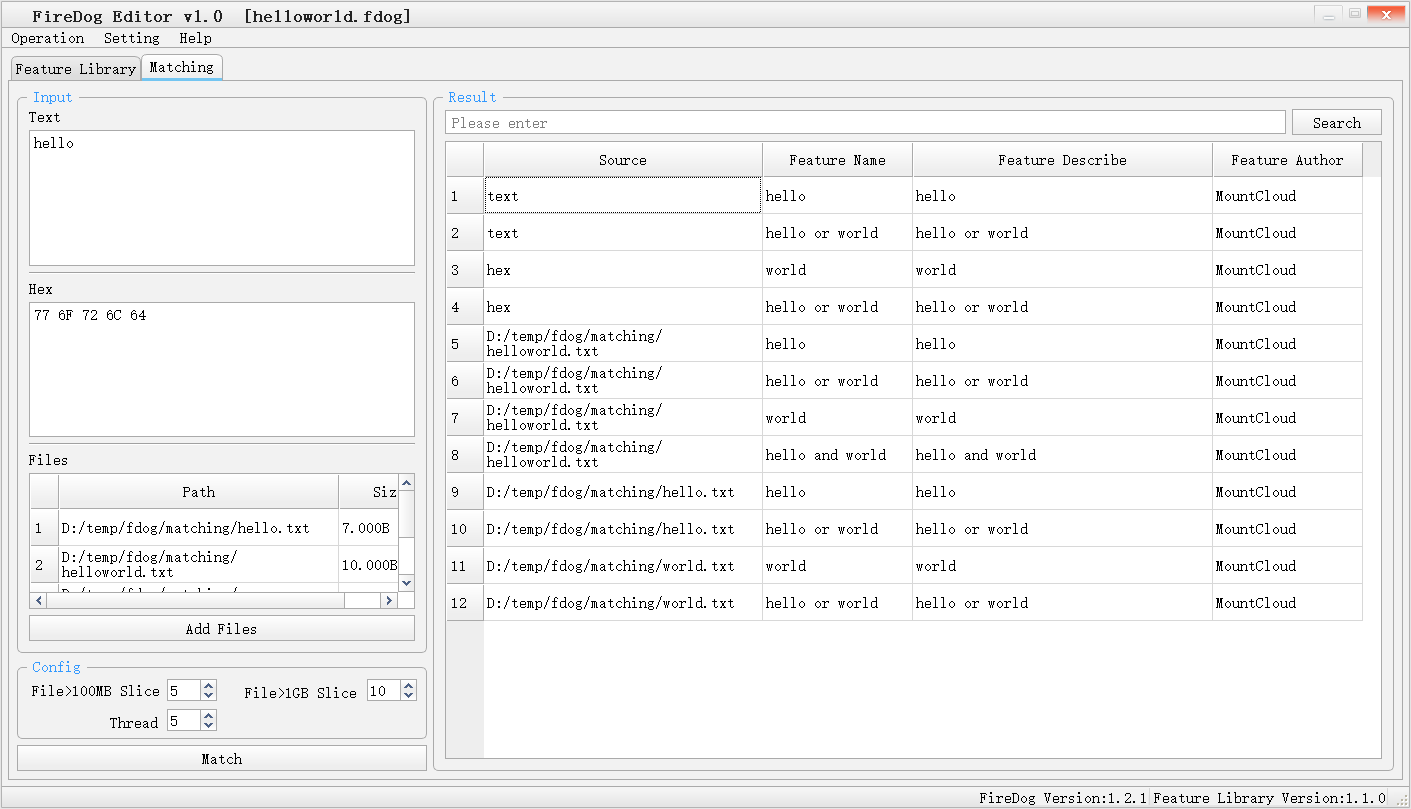 FireDog Editor v1.0 [helloworld.fdog]
Operation Setting Help
Feature Library Matching
Input
Text
hello
Hex
77 6F 72 6C 64
Files
Path Siz
1 D:/temp/fdog/matching/hello.txt 7.000B
2 D:/temp/fdog/matching/
helloworld.txt 10.000B
Add Files
Config
File>100MB Slice 5 File>1GB Slice 10
Thread 5
Match
Result
Please enter Search
Source Feature Name Feature Describe Feature Author
1 text hello hello MountCloud
2 text hello or world hello or world MountCloud
3 hex world world MountCloud
4 hex hello or world hello or world MountCloud
5 D:/temp/fdog/matching/
helloworld.txt hello hello MountCloud
6 D:/temp/fdog/matching/
helloworld.txt hello or world hello or world MountCloud
7 D:/temp/fdog/matching/
helloworld.txt world world MountCloud
8 D:/temp/fdog/matching/
helloworld.txt hello and world hello and world MountCloud
9 D:/temp/fdog/matching/hello.txt hello hello MountCloud
10 D:/temp/fdog/matching/hello.txt hello or world hello or world MountCloud
11 D:/temp/fdog/matching/world.txt world world MountCloud
12 D:/temp/fdog/matching/world.txt hello or world hello or world MountCloud
FireDog Version:1.2.1 Feature Library Version:1.1.0